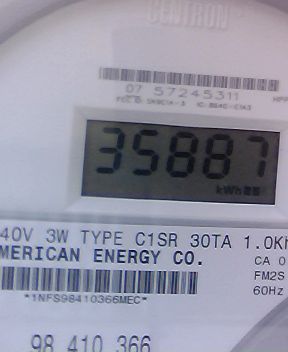 CENTRON
07 57245311
35887
kWh
40V 3W TYPE C1SR 30TA 1.0Kh
MERICAN ENERGY CO.
CA 0
FM2S
60Hz
*1NFS98410366MEC*
98 410 366